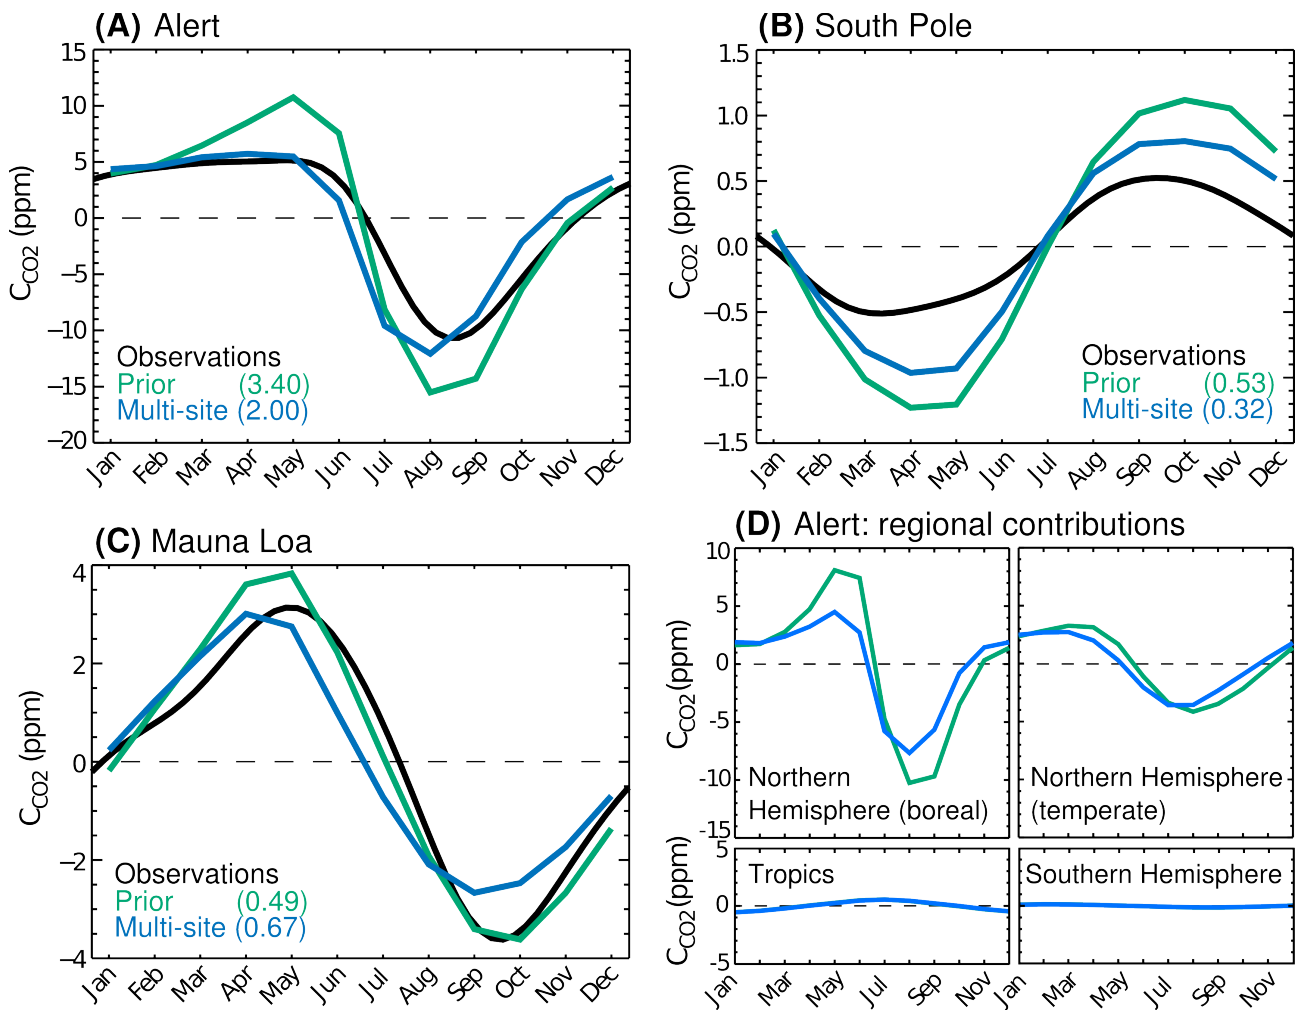 (A) Alert
15
10
5
0
−5
−10
−15
−20
C_CO2 (ppm)
Observations
Prior (3.40)
Multi-site (2.00)
Jan Feb Mar Apr May Jun Jul Aug Sep Oct Nov Dec
(B) South Pole
1.5
1.0
0.5
0.0
−0.5
−1.0
−1.5
C_CO2 (ppm)
Observations
Prior (0.53)
Multi-site (0.32)
Jan Feb Mar Apr May Jun Jul Aug Sep Oct Nov Dec
(C) Mauna Loa
4
2
0
−2
−4
C_CO2 (ppm)
Observations
Prior (0.49)
Multi-site (0.67)
Jan Feb Mar Apr May Jun Jul Aug Sep Oct Nov Dec
(D) Alert: regional contributions
10
5
0
-5
-10
-15
C_CO2(ppm)
Northern
Hemisphere (boreal)
Northern Hemisphere
(temperate)
5
0
-5
C_CO2(ppm)
Tropics
Southern Hemisphere
Jan Mar May Jul Sep Nov
Jan Mar May Jul Sep Nov